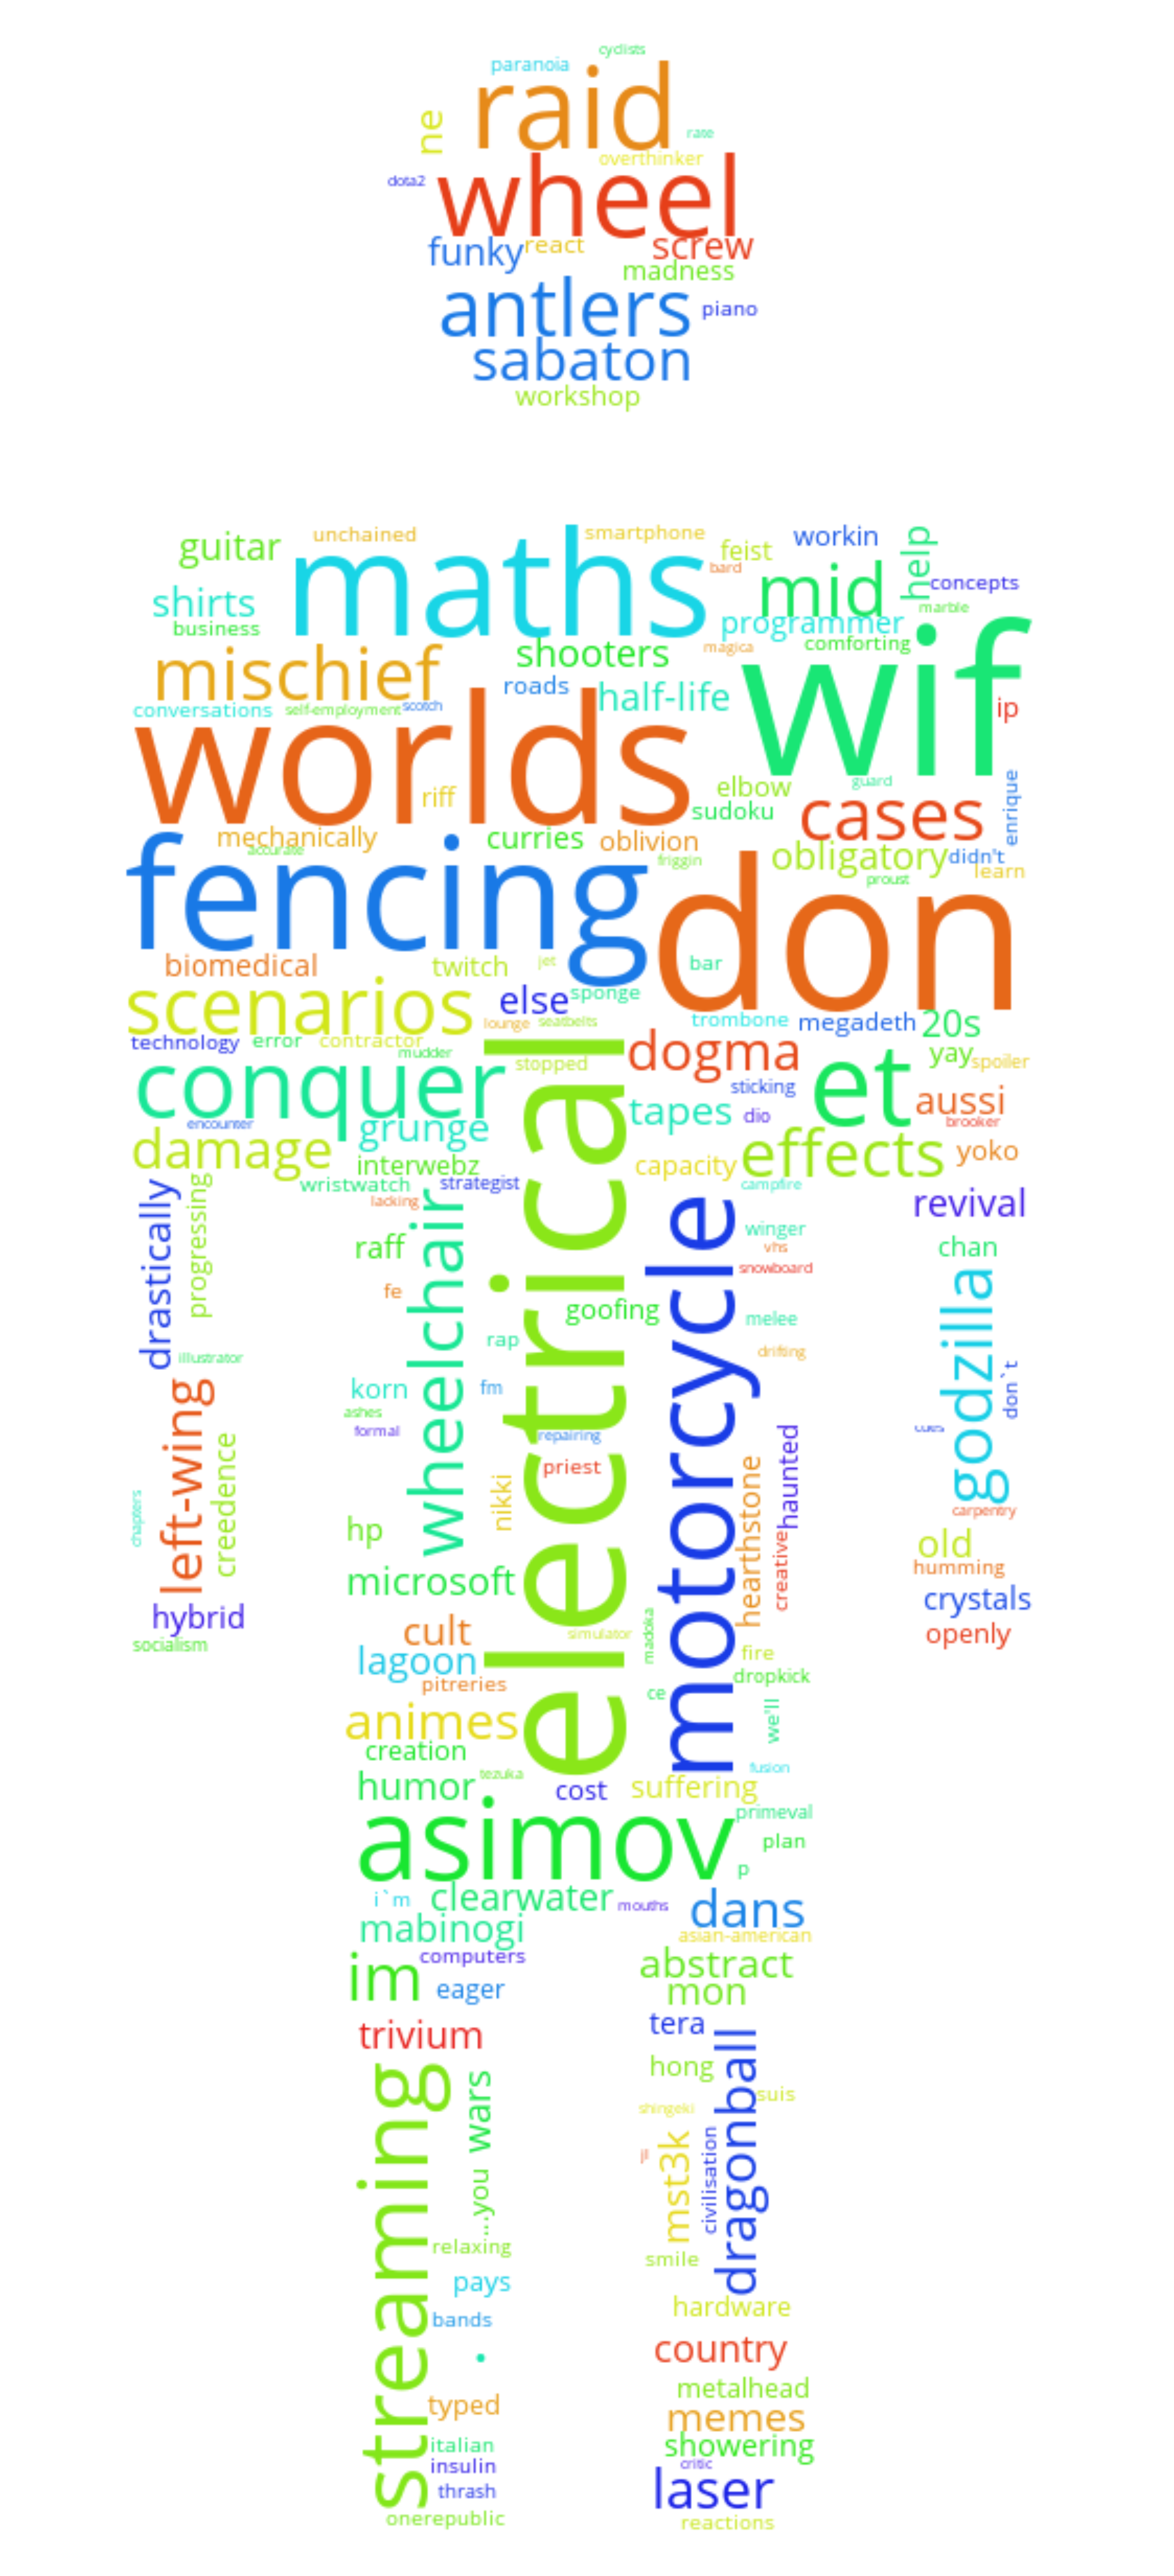 cyclists
paranoia
raid
ne
rate
overthinker
wheel
dota2
funky
react
screw
madness
antlers
piano
sabaton
workshop
guitar
unchained
maths
smartphone
feist
workin
help
bard
mid
concepts
shirts
marble
business
programmer
comforting
wif
mischief
shooters
magica
roads
half-life
conversations
self-employment
scotch
ip
worlds
riff
elbow
guard
enrique
sudoku
cases
mechanically
accurate
curries
oblivion
friggin
obligatory
didn't
learn
proust
fencing
don
biomedical
twitch
jet
bar
scenarios
else
sponge
lounge
seatbelts
trombone
megadeth
20s
technology
error
contractor
mudder
stopped
dogma
yay
spoiler
conquer
electrical
sticking
et
aussi
brooker
encounter
grunge
tapes
dio
damage
interwebz
capacity
effects
yoko
wristwatch
strategist
campfire
drastically
progressing
lacking
wheelchair
motorcycle
revival
winger
raff
vhs
chan
snowboard
godzilla
fe
goofing
melee
rap
drifting
illustrator
korn
fm
don`t
left-wing
ashes
formal
repairing
cues
creedence
priest
haunted
hearthstone
nikki
chapters
carpentry
hp
creative
old
humming
microsoft
crystals
hybrid
cult
simulator
madoka
openly
socialism
lagoon
fire
pitreries
dropkick
ce
animes
we'll
creation
fusion
humor
tezuka
cost
suffering
asimov
primeval
plan
p
i`m
clearwater
mouths
dans
mabinogi
asian-american
computers
abstract
im
eager
mon
trivium
tera
dragonball
streaming
wars
hong
suis
shingeki
mst3k
civilisation
jl
...you
relaxing
smile
pays
hardware
bands
country
.
metalhead
typed
memes
italian
showering
insulin
critic
thrash
laser
onerepublic
reactions